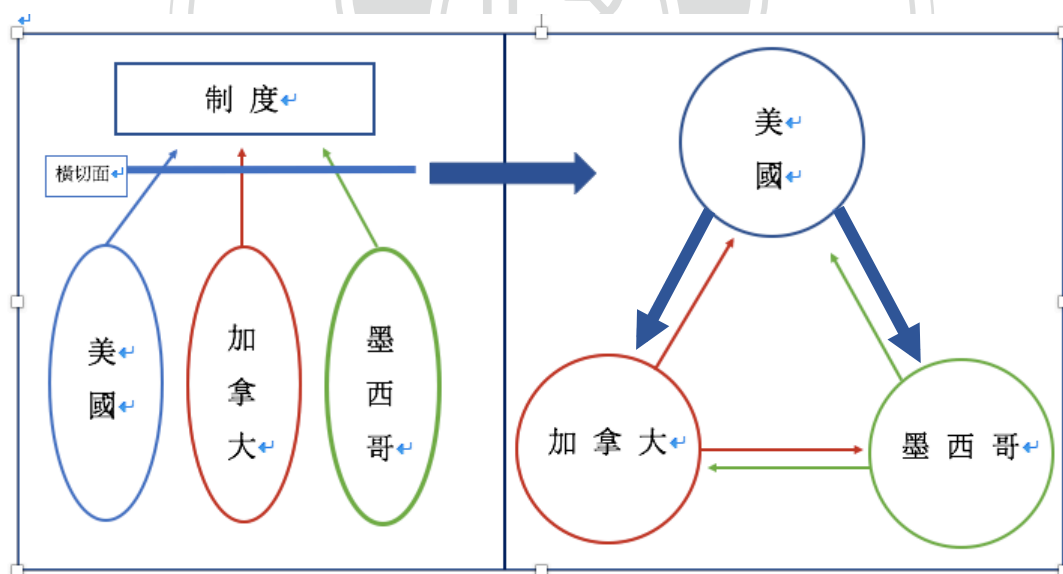 制 度
橫切面
美
國
加
拿
大
墨
西
哥
美
國
加 拿 大
墨 西 哥